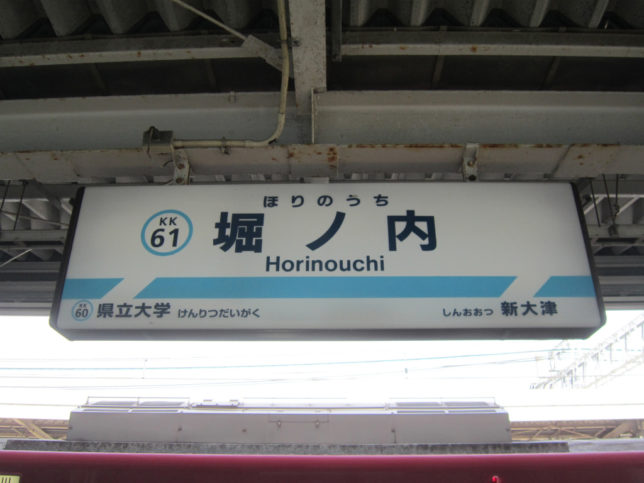 ほりのうち
KK
61
堀ノ内
Horinouchi
KK
60
県立大学 けんりつだいがく
しんおおつ 新大津